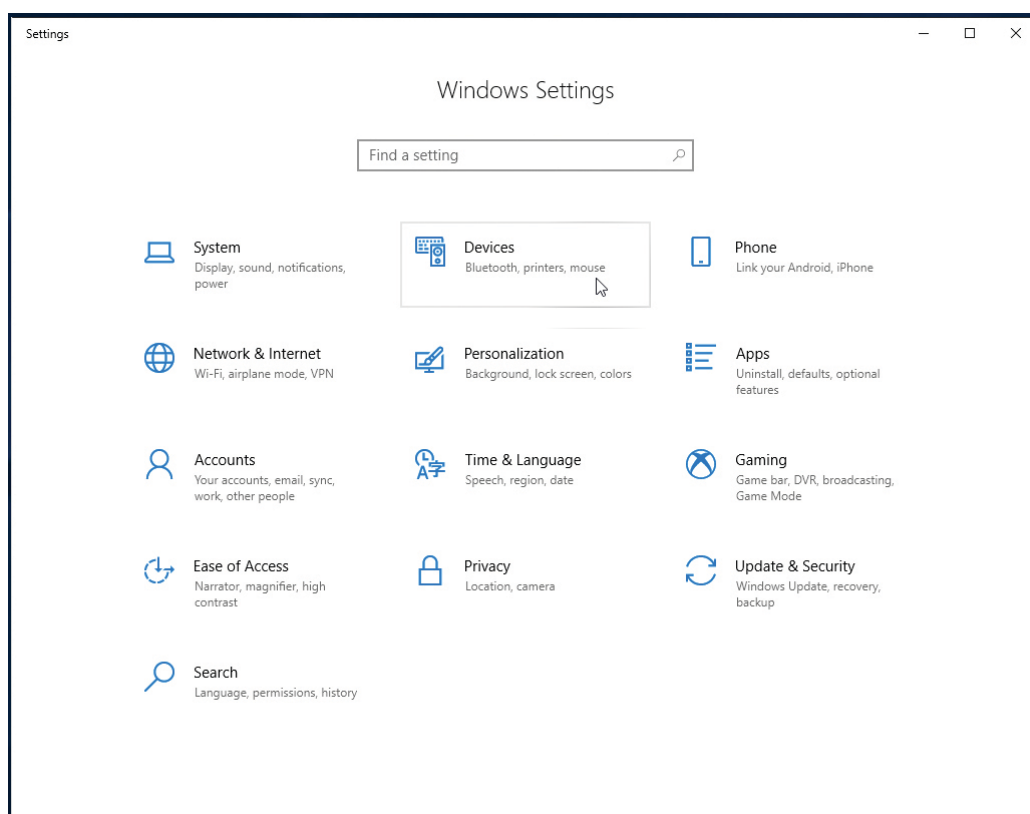 Settings
Windows Settings
Find a setting
System
Display, sound, notifications,
power
Devices
Bluetooth, printers, mouse
Phone
Link your Android, iPhone
Network & Internet
Wi-Fi, airplane mode, VPN
Personalization
Background, lock screen, colors
Apps
Uninstall, defaults, optional
features
Accounts
Your accounts, email, sync,
work, other people
Time & Language
Speech, region, date
Gaming
Game bar, DVR, broadcasting,
Game Mode
Ease of Access
Narrator, magnifier, high
contrast
Privacy
Location, camera
Update & Security
Windows Update, recovery,
backup
Search
Language, permissions, history